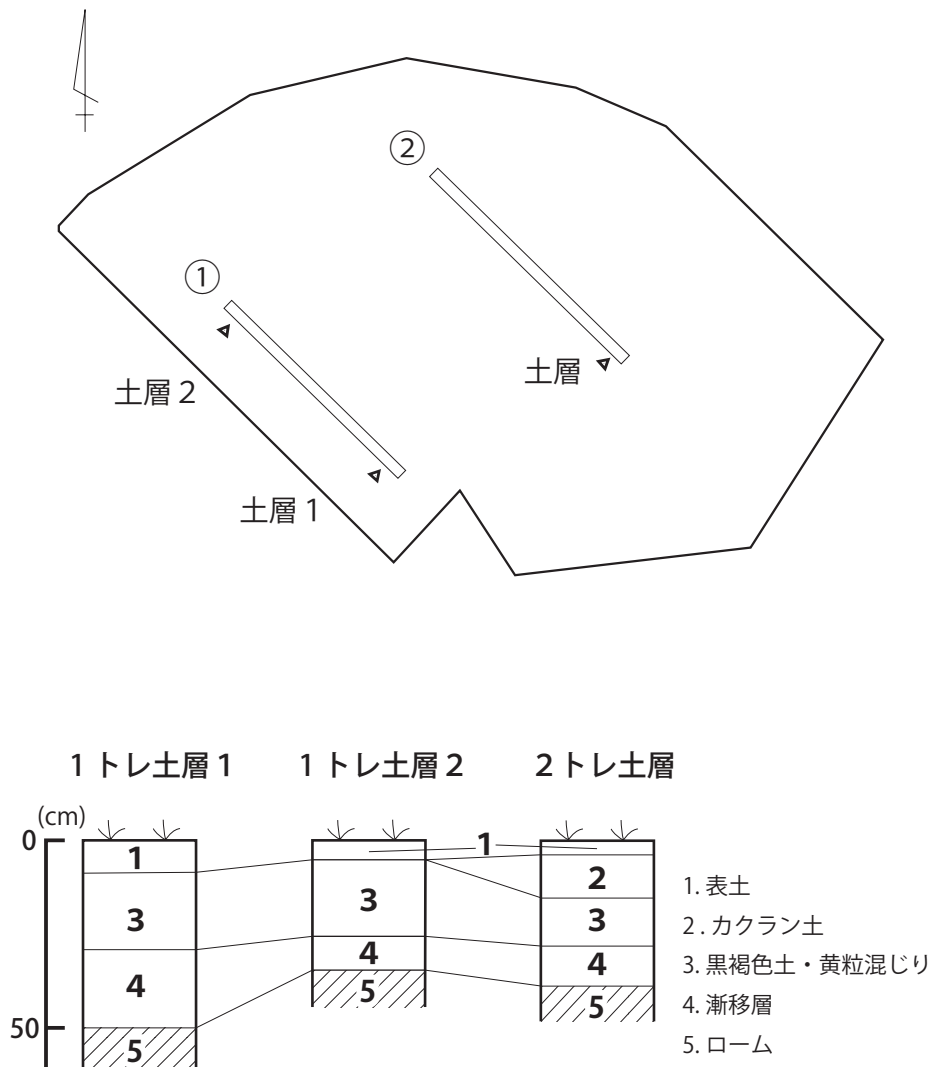 ②
①
土層
土層 2
土層 1
1 トレ土層 1
1 トレ土層 2
2 トレ土層
(cm)
0
50
1
3
4
5
3
4
5
1
2
3
4
5
1. 表土
2 . カクラン土
3. 黒褐色土・黄粒混じり
4. 漸移層
5. ローム